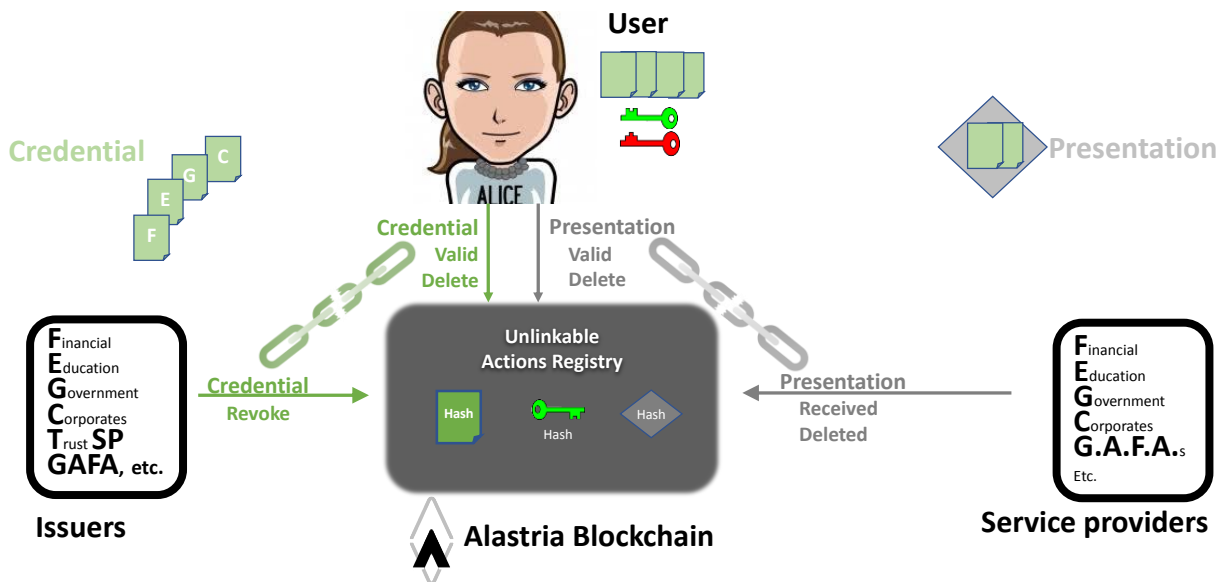 User
Credential
C
G
E
F
Presentation
ALICE
Credential
Valid
Delete
Presentation
Valid
Delete
Financial
Education
Government
Corporates
Trust SP
GAFA, etc.
Issuers
Credential
Revoke
Unlinkable
Actions Registry
Hash
Hash
Hash
Presentation
Received
Deleted
Financial
Education
Government
Corporates
G.A.F.A.s
Etc.
Service providers
Alastria Blockchain